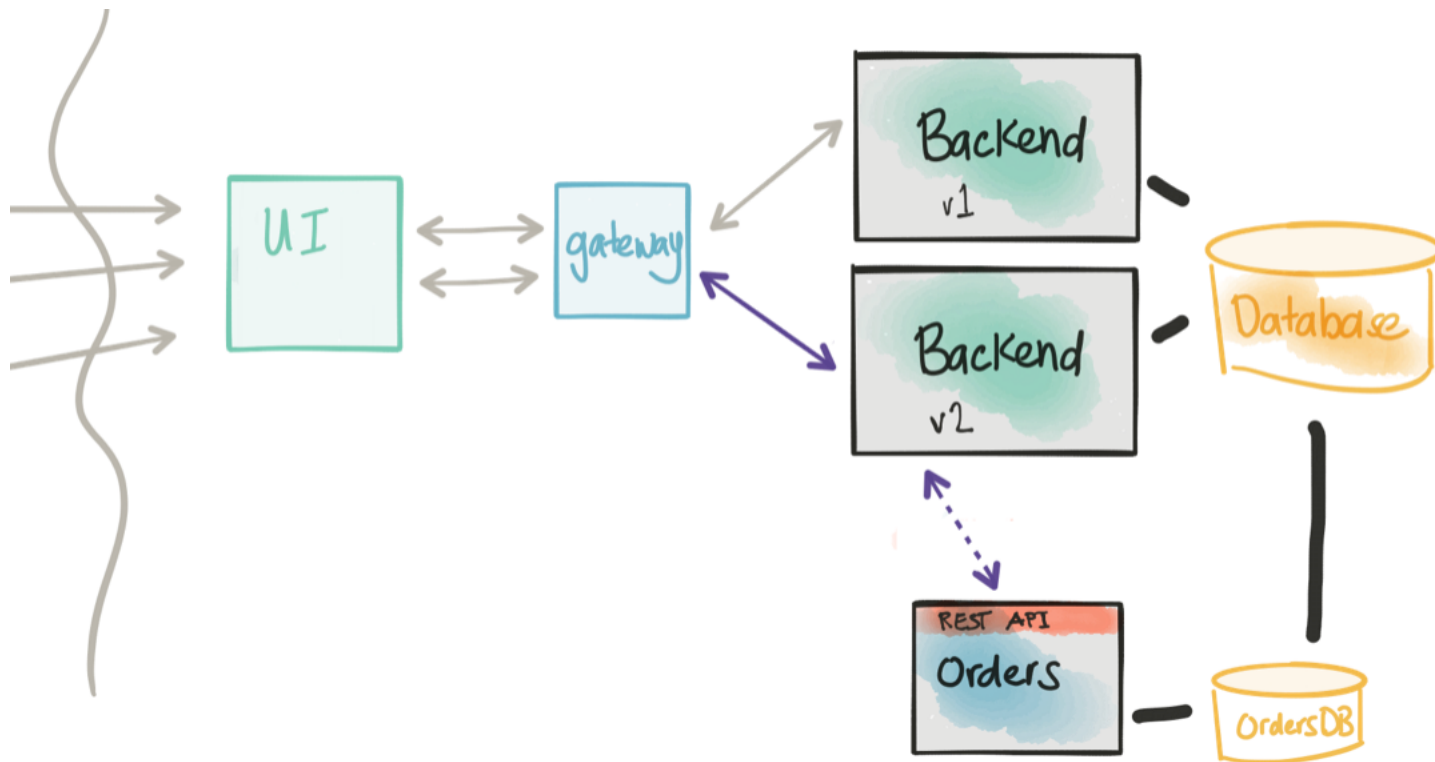 UI
gateway
Backend
v1
Backend
v2
Database
REST API
Orders
OrdersDB